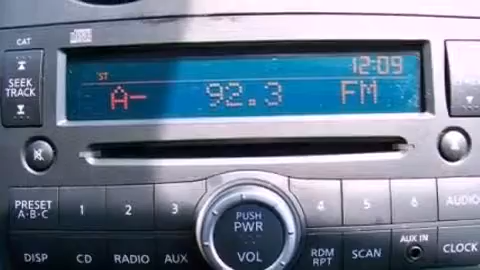 CAT
SEEK
TRACK
ST
12:09
A-
92.3
FM
PRESET
A·B·C
1
2
3
PUSH
PWR
VOL
4
5
6
AUDIO
DISP
CD
RADIO
AUX
RDM
RPT
SCAN
AUX IN
CLOCK